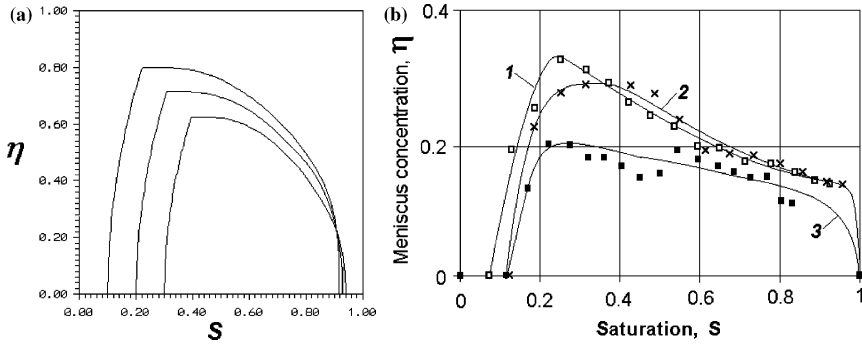 (a)
1.00
0.80
0.60
0.40
0.20
0.00
η
0.00 0.20 0.40 0.60 0.80 1.00
S
(b)
0.4
0.2
0
Meniscus concentration, η
1
2
3
0 0.2 0.4 0.6 0.8 1
Saturation, S